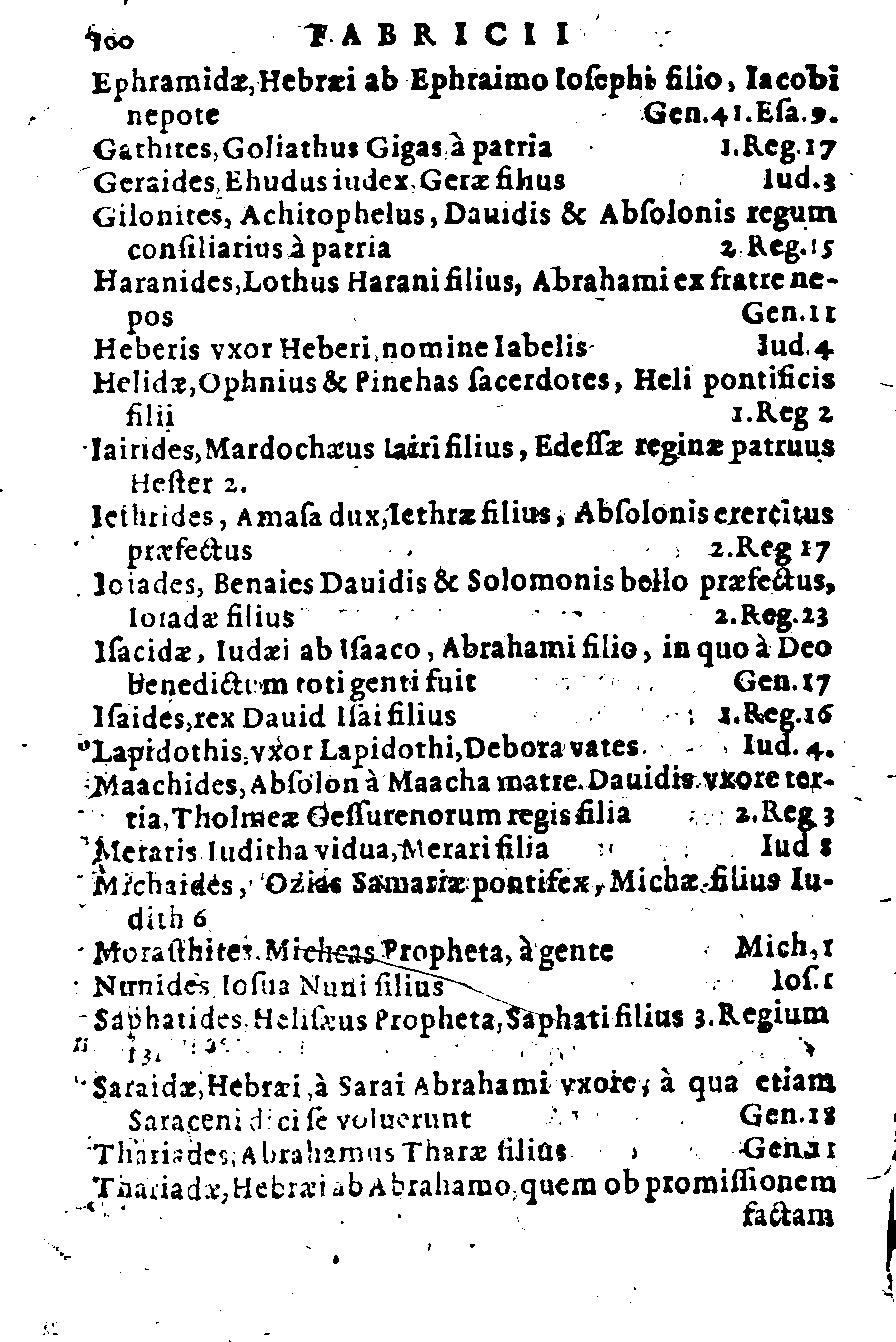 100 FABRICII
Ephramidæ, Hebræi ab Ephraimo Ioſephi filio, Iacobi
nepote Gen.41.Eſa.9.
Gathites, Goliathus Gigas à patria 1.Reg.17
Geraides, Ehudus iudex, Geræ filius Iud.3
Gilonites, Achitophelus, Dauidis & Abſolonis regum
conſiliarius à patria 2.Reg.15
Haranides, Lothus Harani filius, Abrahami ex fratre ne-
pos Gen.11
Heberis vxor Heberi, nomine Iabelis Iud.4
Helidæ, Ophnius & Pinehas ſacerdotes, Heli pontificis
filii 1.Reg 2
Iairides, Mardochæus Iairi filius, Edeſſæ reginæ patruus
Heſter 2.
Iethrides, Amaſa dux, Iethræ filius, Abſolonis exercitus
præfectus 2.Reg 17
Ioiades, Benaies Dauidis & Solomonis bello præfectus,
Ioiadæ filius 2.Reg.23
Iſacidæ, Iudæi ab Iſaaco, Abrahami filio, in quo à Deo
benedictum toti genti fuit Gen.17
Iſaides, rex Dauid Iſai filius 1.Reg.16
Lapidothis, vxor Lapidothi, Debora vates. Iud. 4.
Maachides, Abſolon à Maacha matre. Dauidis vxore ter-
tia, Tholmeæ Geſſurenorum regis filia 2.Reg 3
Meraris Iuditha vidua, Merari filia Iud 8
Michaides, Ozias Samariæ pontifex, Michæ filius Iu-
dith 6
Moraſthites. Micheas Propheta, à gente Mich,1
Nunides Ioſua Nuni filius Ioſ.1
Saphatides. Heliſæus Propheta, Saphati filius 3.Regium
Saraidæ, Hebræi, à Sarai Abrahami vxore, à qua etiam
Saraceni dici ſe voluerunt Gen.18
Thariades, Abrahamus Tharæ filius Gen.11
Thariadæ, Hebræi ab Abrahamo, quem ob promiſſionem
factam